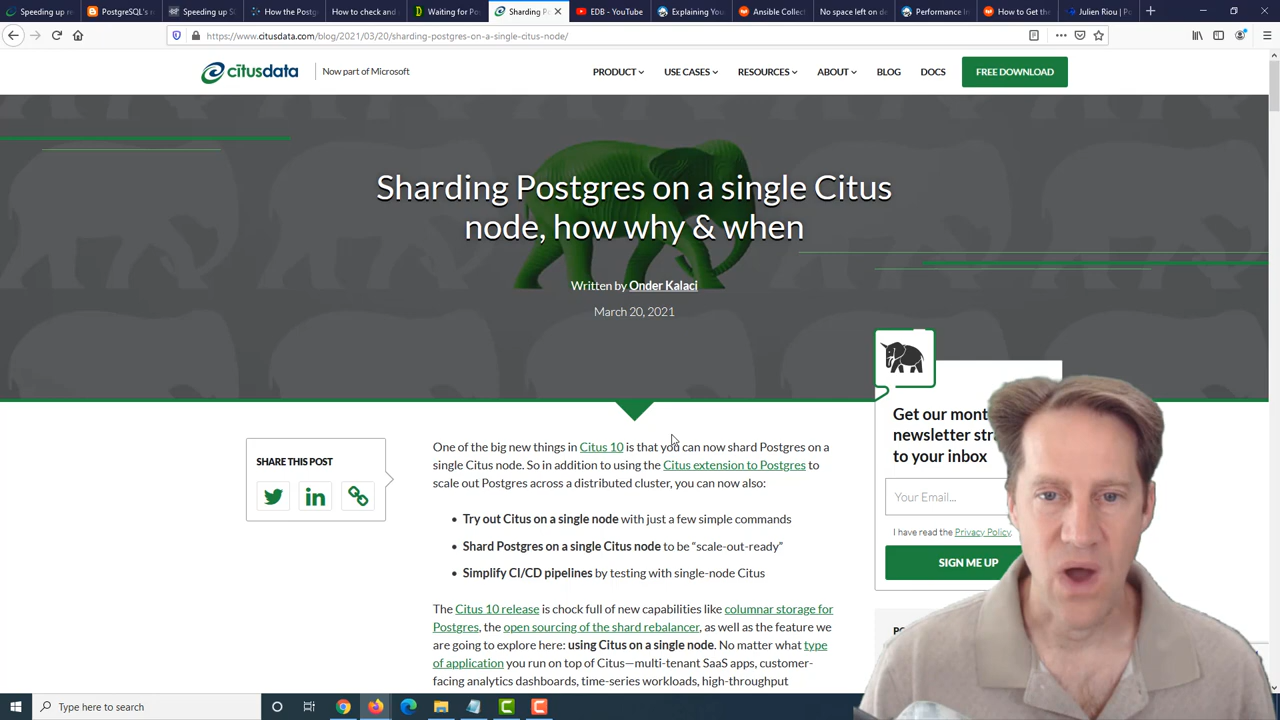 Speeding up re
PostgreSQL's r
Speeding up S
How the Postg
How to check and
Waiting for Po
Sharding P
EDB - YouTube
Explaining You
Ansible Collec
No space left on de
Performance In
How to Get the
Julien Riou | Po
https://www.citusdata.com/blog/2021/03/20/sharding-postgres-on-a-single-citus-node/
citusdata
Now part of Microsoft
PRODUCT
USE CASES
RESOURCES
ABOUT
BLOG
DOCS
FREE DOWNLOAD
Sharding Postgres on a single Citus
node, how why & when
Written by Onder Kalaci
March 20, 2021
SHARE THIS POST
One of the big new things in Citus 10 is that you can now shard Postgres on a
single Citus node. So in addition to using the Citus extension to Postgres to
scale out Postgres across a distributed cluster, you can now also:
• Try out Citus on a single node with just a few simple commands
• Shard Postgres on a single Citus node to be “scale-out-ready”
• Simplify CI/CD pipelines by testing with single-node Citus
The Citus 10 release is chock full of new capabilities like columnar storage for
Postgres, the open sourcing of the shard rebalancer, as well as the feature we
are going to explore here: using Citus on a single node. No matter what type
of application you run on top of Citus—multi-tenant SaaS apps, customer-
facing analytics dashboards, time-series workloads, high-throughput
Get our mont
newsletter stra
to your inbox
Your Email...
I have read the Privacy Policy.
SIGN ME UP
Type here to search